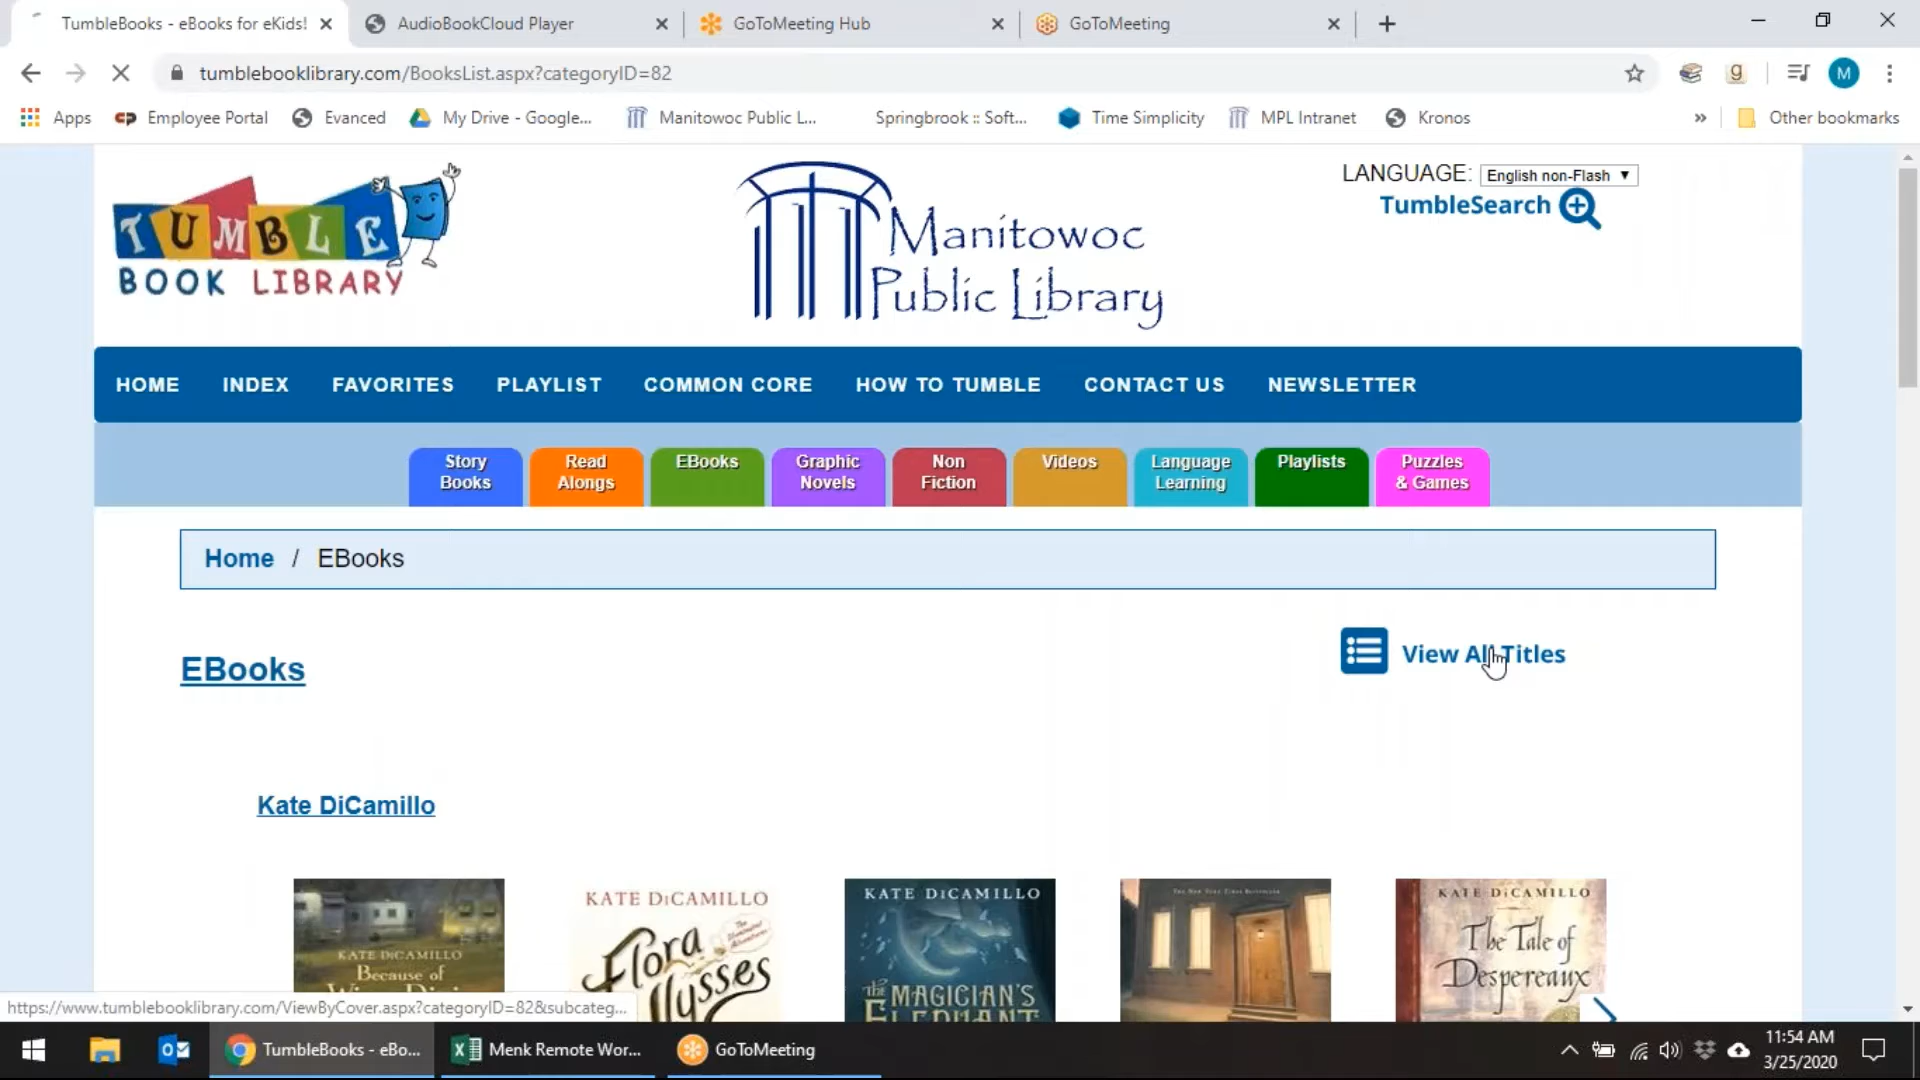 TumbleBooks - eBooks for eKids!
AudioBookCloud Player
GoToMeeting Hub
GoToMeeting
tumblebooklibrary.com/BooksList.aspx?categoryID=82
g
M
Apps
Employee Portal
Evanced
My Drive - Google...
Manitowoc Public L...
Springbrook :: Soft...
Time Simplicity
MPL Intranet
Kronos
»
Other bookmarks
TUMBLE
BOOK LIBRARY
Manitowoc
Public Library
LANGUAGE: English non-Flash
TumbleSearch
HOME INDEX FAVORITES PLAYLIST COMMON CORE HOW TO TUMBLE CONTACT US NEWSLETTER
Story
Books
Read
Alongs
EBooks
Graphic
Novels
Non
Fiction
Videos
Language
Learning
Playlists
Puzzles
& Games
Home / EBooks
EBooks
View All Titles
Kate DiCamillo
KATE DICAMILLO
Because of
KATE DICAMILLO
Flora
Ulysses
KATE DICAMILLO
THE
MAGICIAN'S
ELEPHANT
KATE DICAMILLO
The Tale of
Despereaux
https://www.tumblebooklibrary.com/ViewByCover.aspx?categoryID=82&subcateg...
TumbleBooks - eBo...
Menk Remote Wor...
GoToMeeting
11:54 AM
3/25/2020